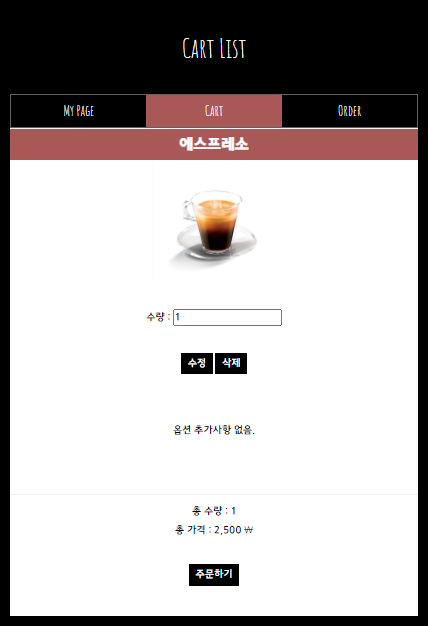 Cart List
My Page
Cart
Order
에스프레소
수량 : 1
수정 삭제
옵션 추가사항 없음.
총 수량 : 1
총 가격 : 2,500 ₩
주문하기